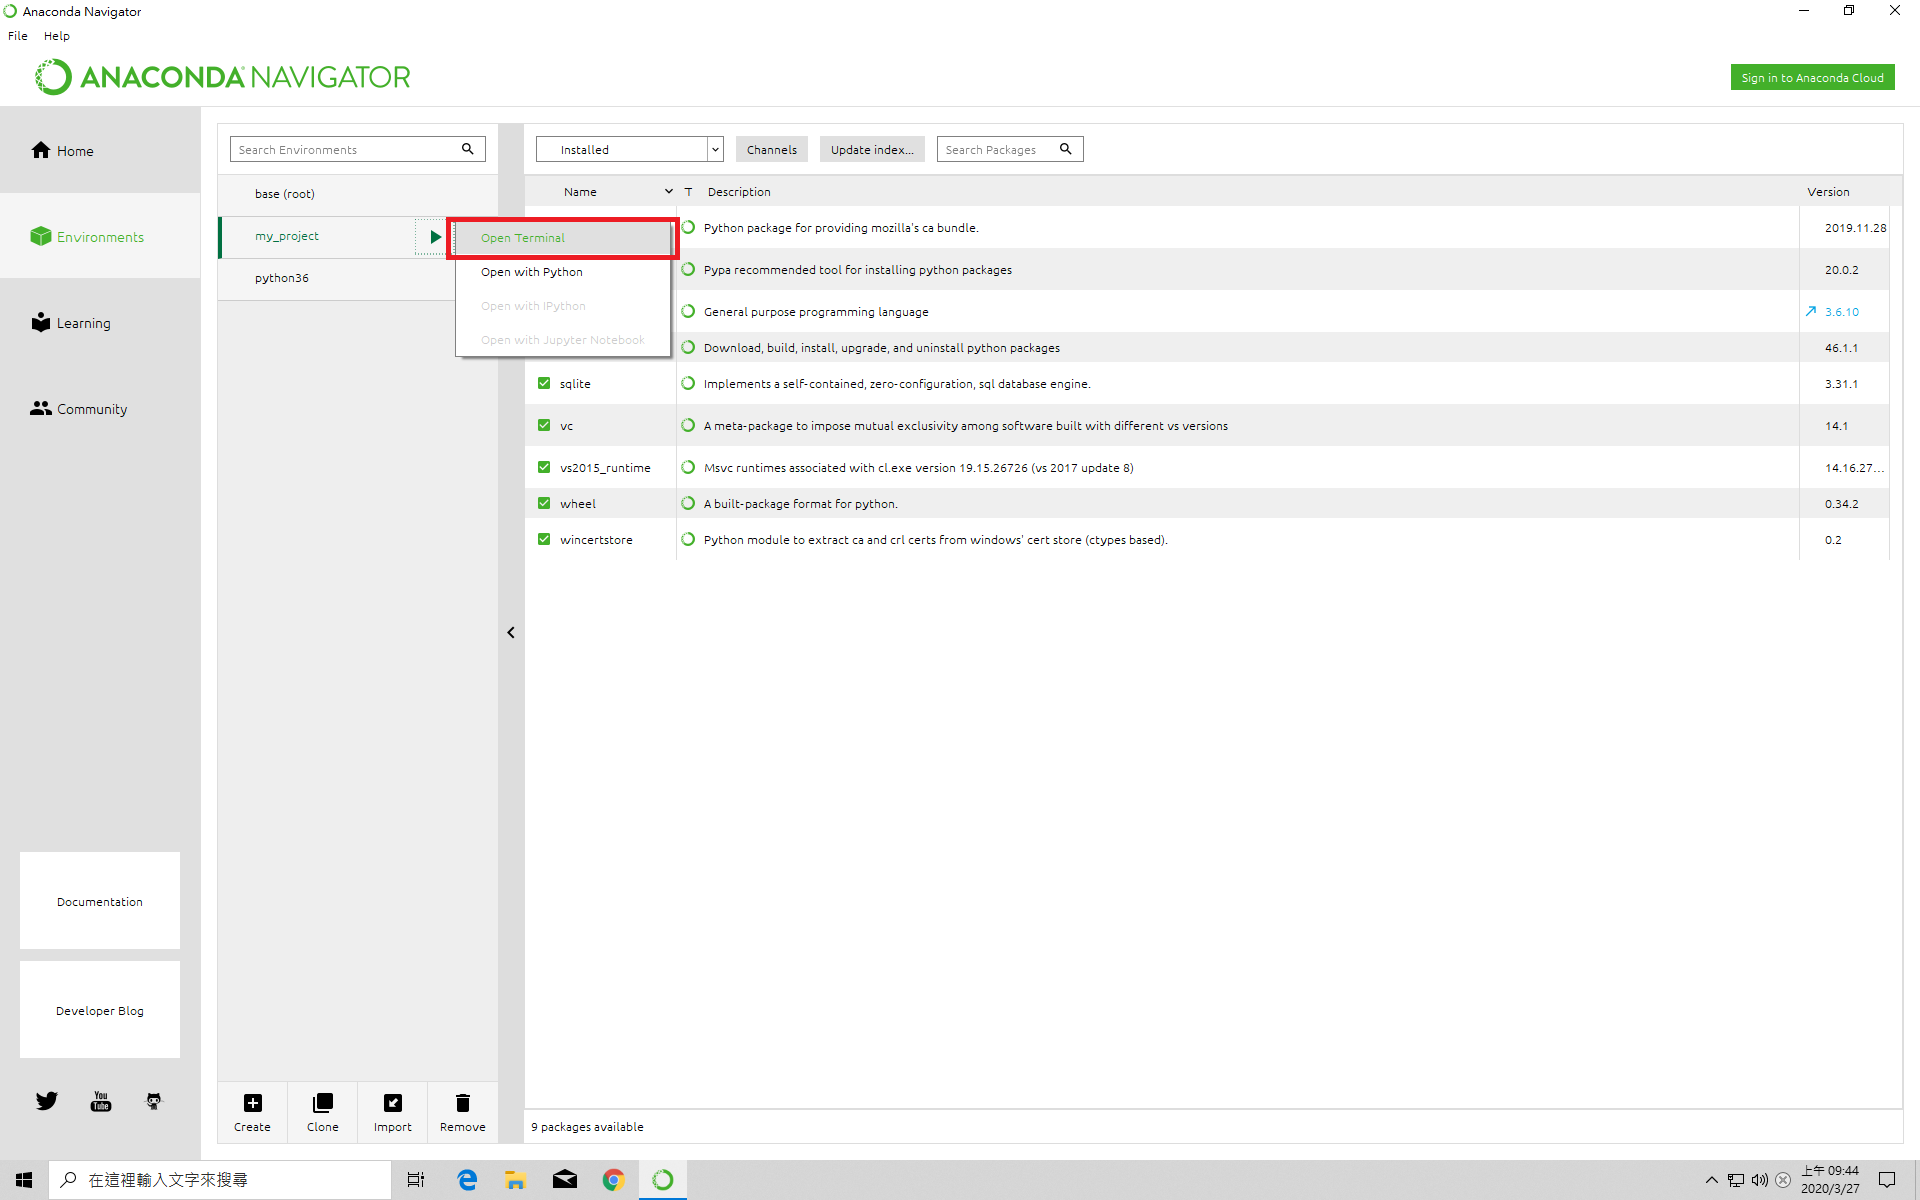 Anaconda Navigator
File Help
ANACONDA NAVIGATOR
Sign in to Anaconda Cloud
Home
Environments
Learning
Community
Documentation
Developer Blog
You Tube
Search Environments
base (root)
my_project
python36
Open Terminal
Open with Python
Open with IPython
Open with Jupyter Notebook
Create Clone Import Remove
Installed Channels Update index... Search Packages
Name T Description Version
Python package for providing mozilla's ca bundle. 2019.11.28
Pypa recommended tool for installing python packages 20.0.2
General purpose programming language 3.6.10
Download, build, install, upgrade, and uninstall python packages 46.1.1
sqlite Implements a self-contained, zero-configuration, sql database engine. 3.31.1
vc A meta-package to impose mutual exclusivity among software built with different vs versions 14.1
vs2015_runtime Msvc runtimes associated with cl.exe version 19.15.26726 (vs 2017 update 8) 14.16.27...
wheel A built-package format for python. 0.34.2
wincertstore Python module to extract ca and crl certs from windows' cert store (ctypes based). 0.2
9 packages available
在這裡輸入文字來搜尋
上午 09:44
2020/3/27